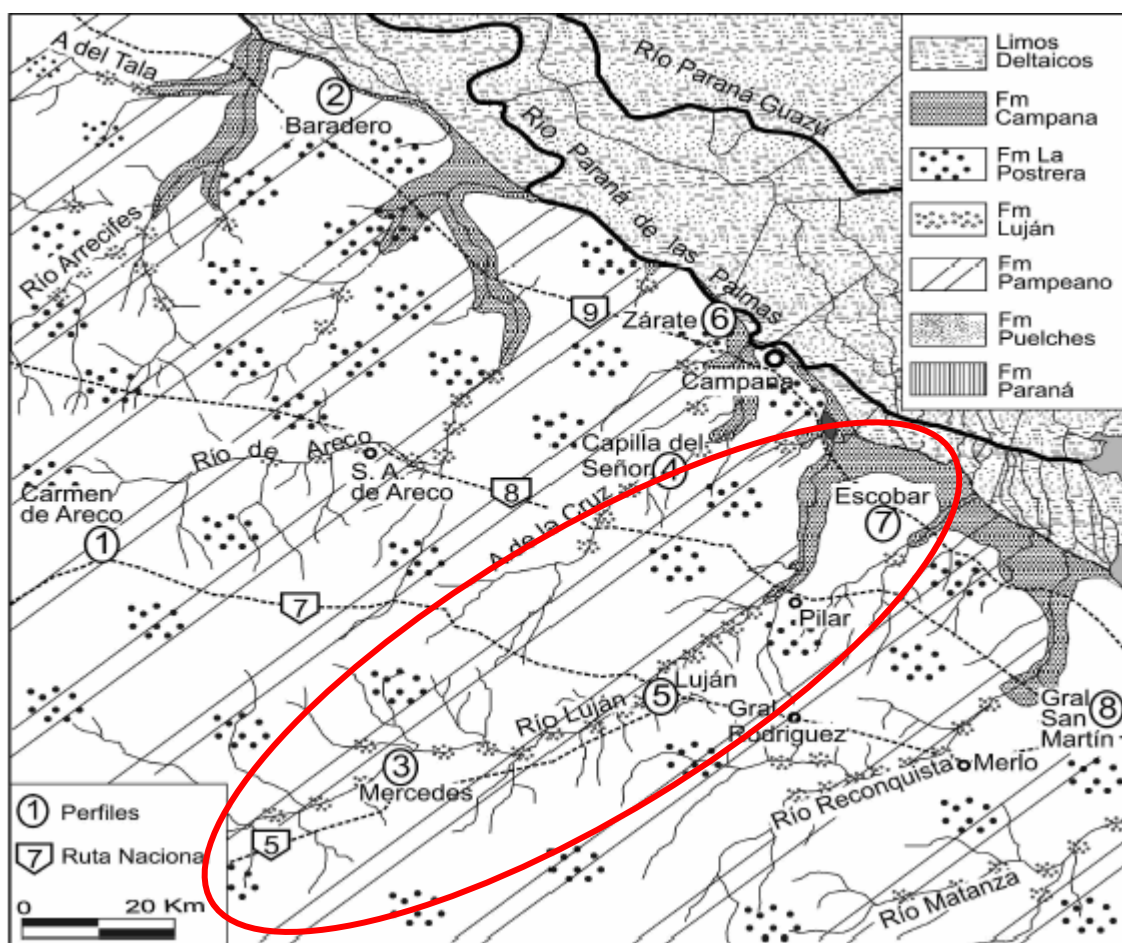 A del Tala
2
Baradero
Río Paraná Guazú
Río Paraná de las Palmas
Río Arrecifes
9
Zárate 6
Campana
Río de Areco
S. A.
de Areco
Capilla del
Señor 4
8
Carmen
de Areco
1
A de la Cruz
Escobar
7
7
Pilar
Luján
5
Río Luján
Gral
Rodríguez
3
Mercedes
5
Gral
San
Martín 8
Merlo
Río Reconquista
Río Matanza
Limos
Deltaicos
Fm
Campana
Fm La
Postrera
Fm
Luján
Fm
Pampeano
Fm
Puelches
Fm
Paraná
1 Perfiles
7 Ruta Naciona
0 20 Km